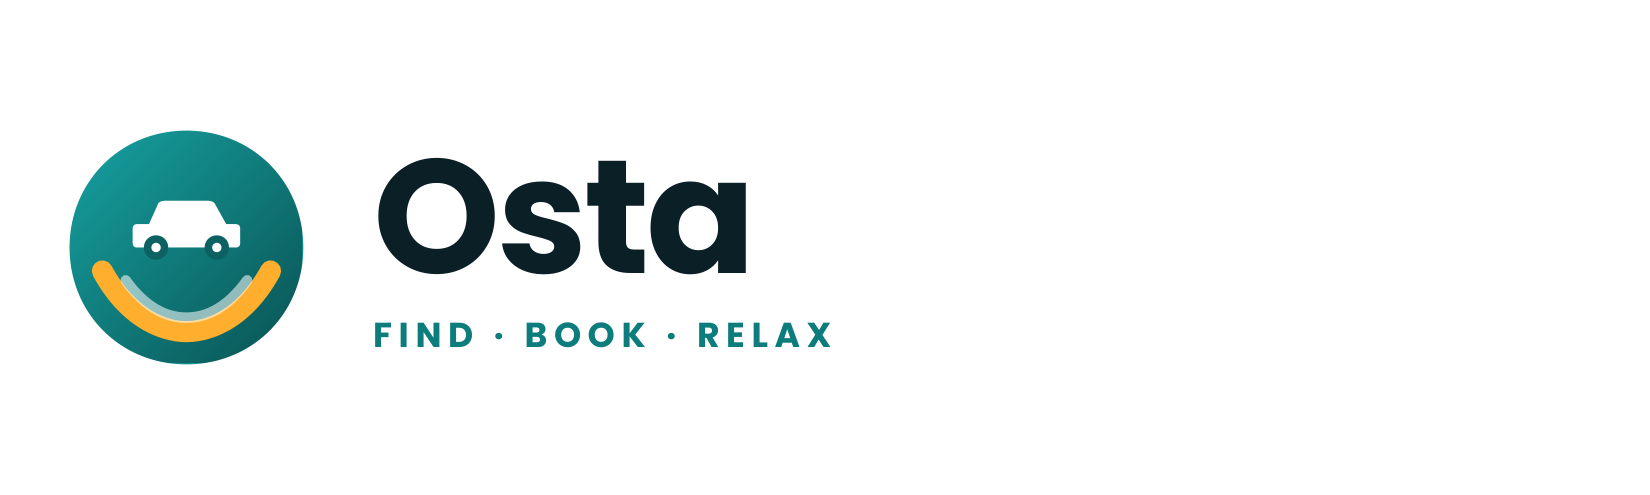 Osta
FIND · BOOK · RELAX